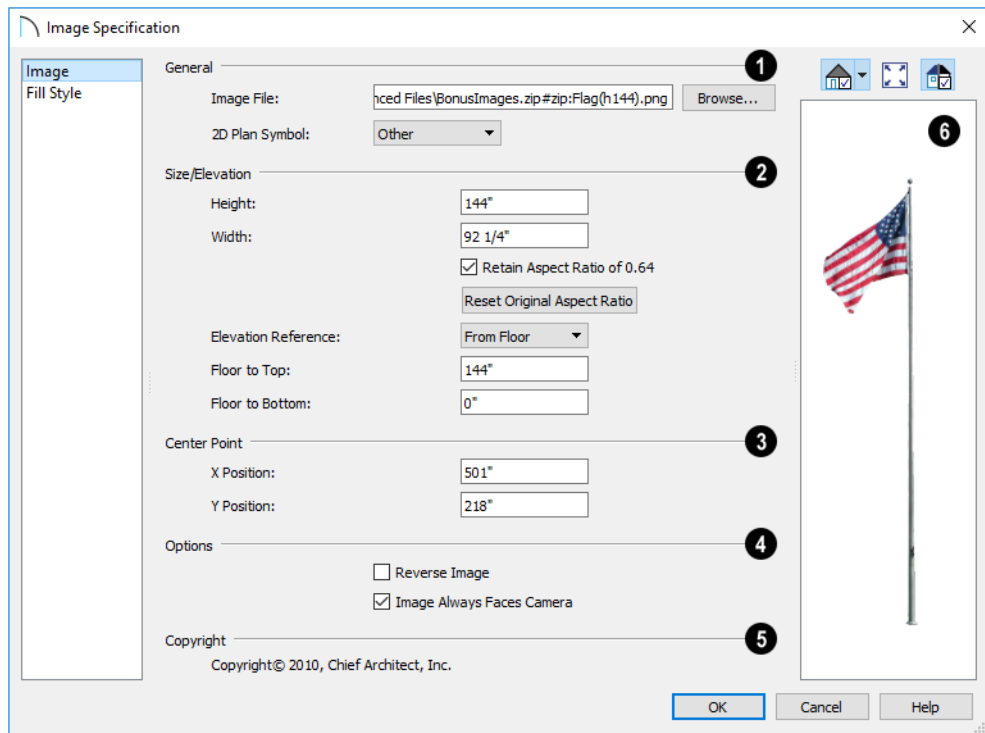 Image Specification
Image
Fill Style
General
1
Image File:
nced Files\BonusImages.zip#zip:Flag(h144).png
Browse...
2D Plan Symbol:
Other
Size/Elevation
2
Height:
144"
Width:
92 1/4"
Retain Aspect Ratio of 0.64
Reset Original Aspect Ratio
Elevation Reference:
From Floor
Floor to Top:
144"
Floor to Bottom:
0"
Center Point
3
X Position:
501"
Y Position:
218"
Options
4
Reverse Image
Image Always Faces Camera
Copyright
5
Copyright© 2010, Chief Architect, Inc.
6
OK
Cancel
Help